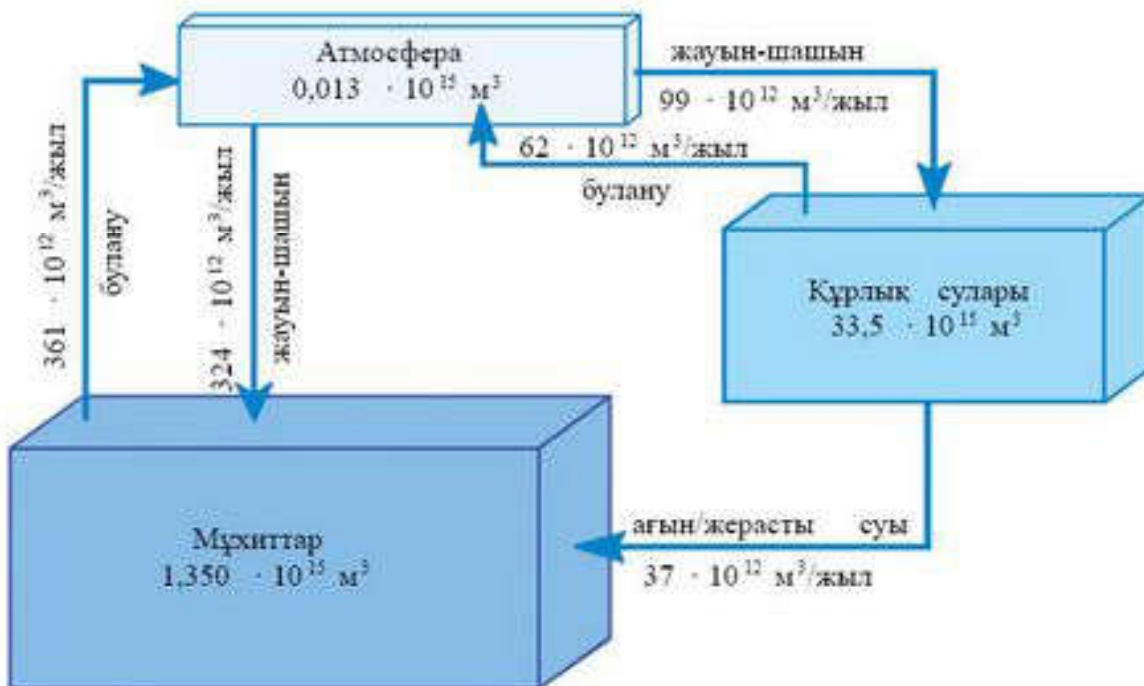 Атмосфера
0,013 · 10¹⁵ м³
жауын-шашын
99 · 10¹² м³/жыл
62 · 10¹² м³/жыл
булану
361 · 10¹² м³/жыл
булану
324 · 10¹² м³/жыл
жауын-шашын
Құрлық сулары
33,5 · 10¹⁵ м³
Мұхиттар
1,350 · 10¹⁵ м³
ағын/жерасты суы
37 · 10¹² м³/жыл